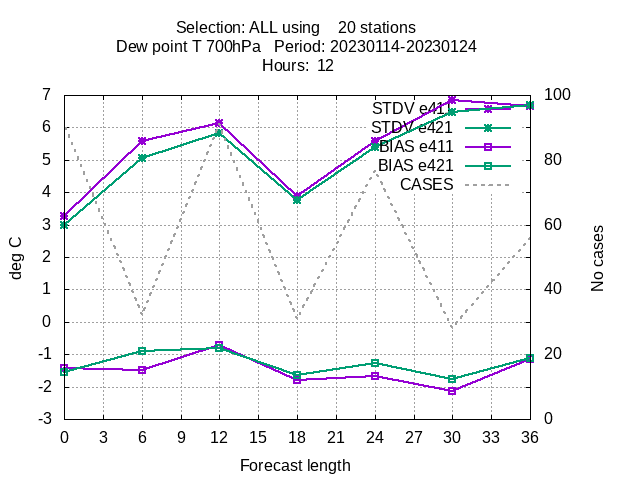 Selection: ALL using    20 stations
Dew point T 700hPa   Period: 20230114-20230124
Hours: 12
7
6
5
4
3
2
1
0
-1
-2
-3
deg C
100
80
60
40
20
0
No cases
STDV e411
STDV e421
BIAS e411
BIAS e421
CASES
0 3 6 9 12 15 18 21 24 27 30 33 36
Forecast length